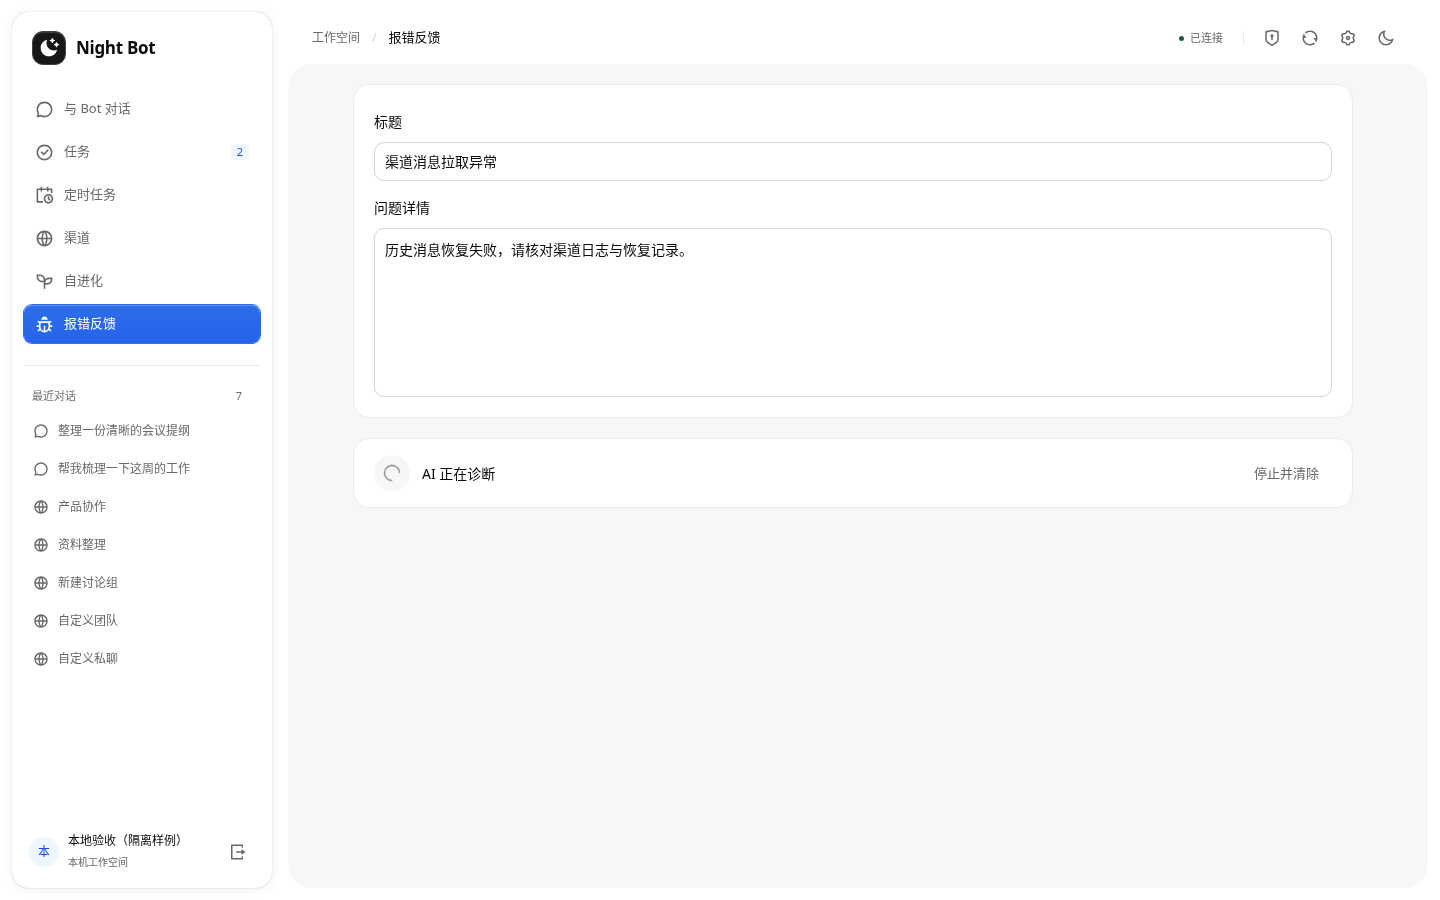 Night Bot
与 Bot 对话
任务 2
定时任务
渠道
自进化
报错反馈
最近对话 7
整理一份清晰的会议提纲
帮我梳理一下这周的工作
产品协作
资料整理
新建讨论组
自定义团队
自定义私聊
本 本地验收（隔离样例）
本机工作空间
工作空间 / 报错反馈
已连接
标题
渠道消息拉取异常
问题详情
历史消息恢复失败，请核对渠道日志与恢复记录。
AI 正在诊断
停止并清除